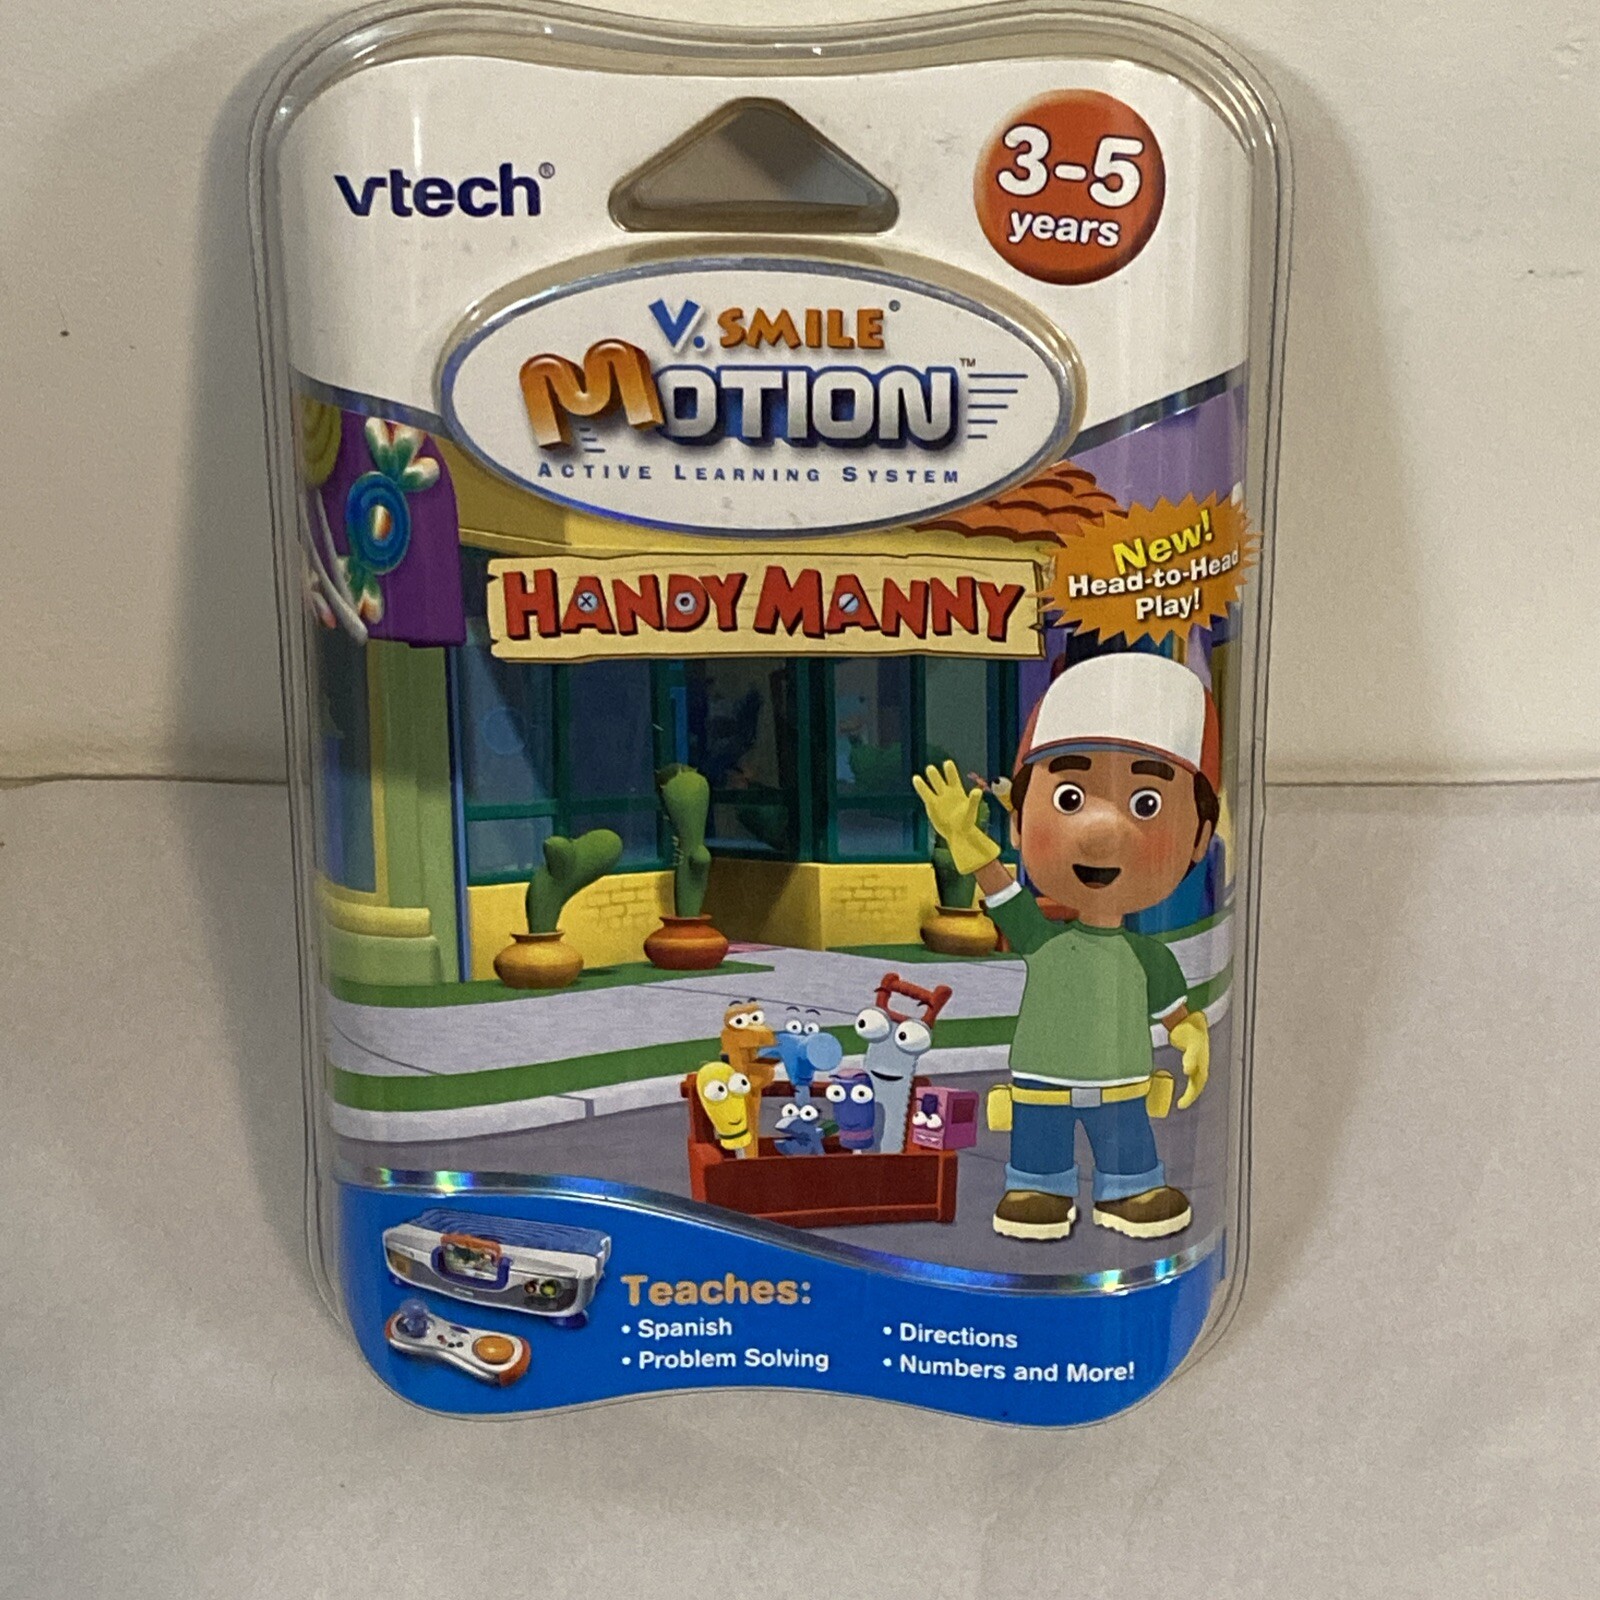 vtech®
3-5
years
V.SMILE®
MOTION™
ACTIVE LEARNING SYSTEM
HANDY MANNY
New!
Head-to-Head
Play!
Teaches:
• Spanish
• Problem Solving
• Directions
• Numbers and More!